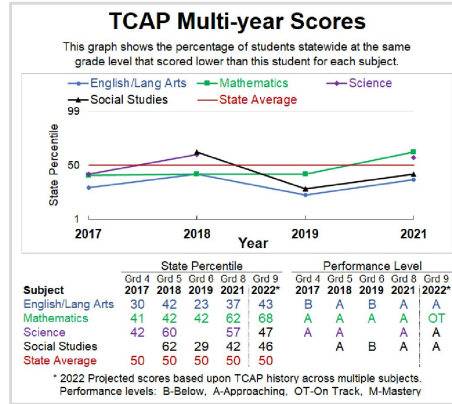 TCAP Multi-year Scores
This graph shows the percentage of students statewide at the same
grade level that scored lower than this student for each subject.
English/Lang Arts Mathematics Science
Social Studies State Average
99
50
1
State Percentile
2017 2018 2019 2021
Year
State Percentile Performance Level
Grd 4 Grd 5 Grd 6 Grd 8 Grd 9 Grd 4 Grd 5 Grd 6 Grd 8 Grd 9
Subject 2017 2018 2019 2021 2022* 2017 2018 2019 2021 2022*
English/Lang Arts 30 42 23 37 43 B A B A A
Mathematics 41 42 42 62 68 A A A A OT
Science 42 60 57 47 A A A A
Social Studies 62 29 42 46 A B A A
State Average 50 50 50 50 50
* 2022 Projected scores based upon TCAP history across multiple subjects.
Performance levels: B-Below, A-Approaching, OT-On Track, M-Mastery